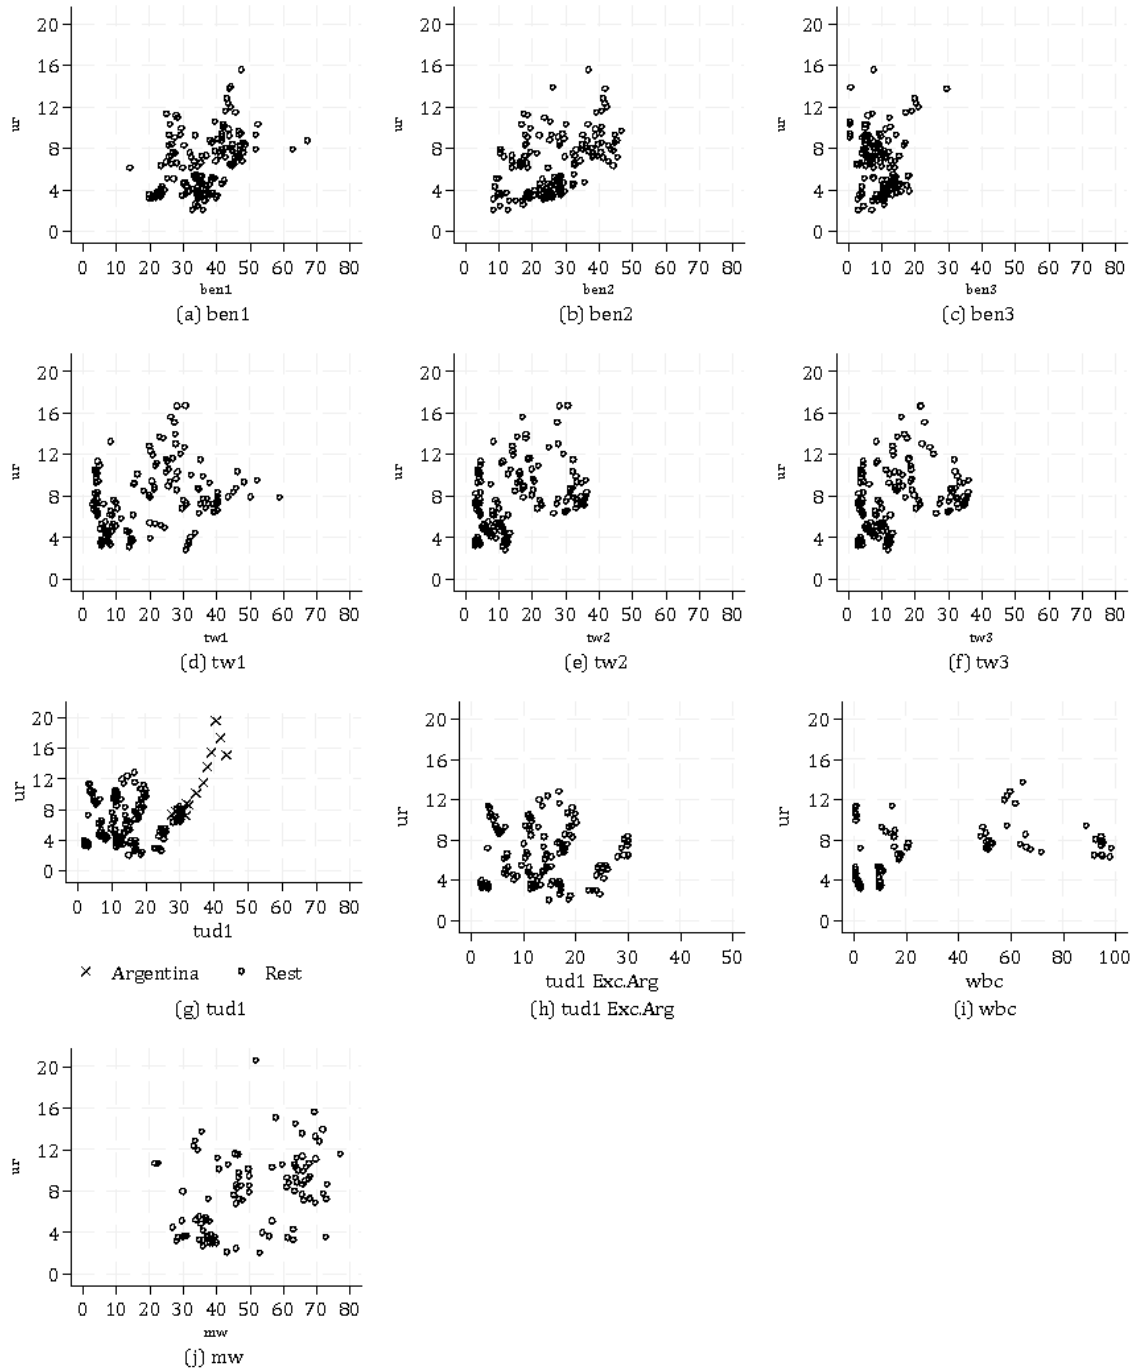 20 20 20
16 16 16
12 12 12
ur ur ur
8 8 8
4 4 4
0 0 0
0 10 20 30 40 50 60 70 80 0 10 20 30 40 50 60 70 80 0 10 20 30 40 50 60 70 80
ben1 ben2 ben3
(a) ben1 (b) ben2 (c) ben3
20 20 20
16 16 16
12 12 12
ur ur ur
8 8 8
4 4 4
0 0 0
0 10 20 30 40 50 60 70 80 0 10 20 30 40 50 60 70 80 0 10 20 30 40 50 60 70 80
tw1 tw2 tw3
(d) tw1 (e) tw2 (f) tw3
20 20 20
16 16 16
12 12 12
ur ur ur
8 8 8
4 4 4
0 0 0
0 10 20 30 40 50 60 70 80 0 10 20 30 40 50 0 20 40 60 80 100
tud1 tud1 Exc.Arg wbc
× Argentina o Rest
(g) tud1 (h) tud1 Exc.Arg (i) wbc
20
16
12
ur
8
4
0
0 10 20 30 40 50 60 70 80
mw
(j) mw